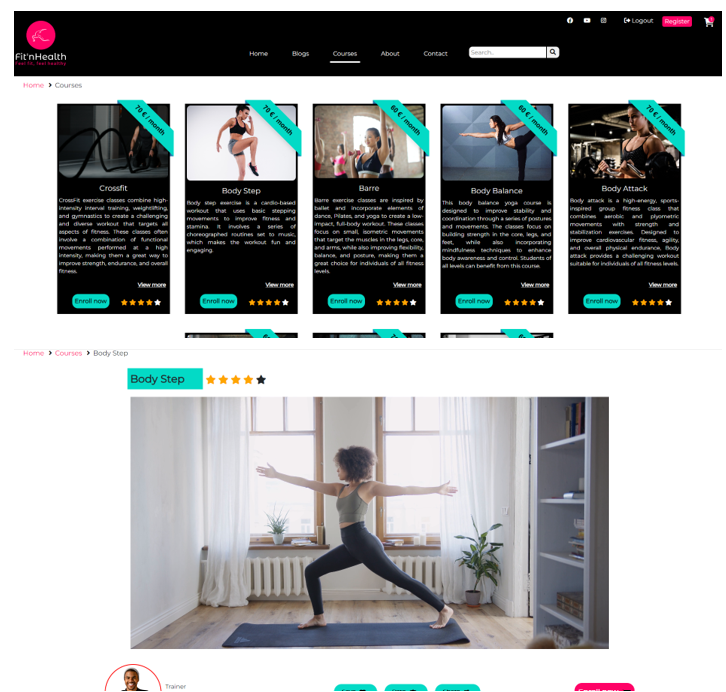 Logout Register
Fit'nHealth
Feel fit, feel healthy
Home Blogs Courses About Contact Search..
Home > Courses
70 € / month
Crossfit
CrossFit exercise classes combine high-
intensity interval training, weightlifting,
and gymnastics to create a challenging
and diverse workout that targets all
aspects of fitness. These classes often
involve a combination of functional
movements performed at a high
intensity, making them a great way to
improve strength, endurance, and overall
fitness.
View more
Enroll now
70 € / month
Body Step
Body step exercise is a cardio-based
workout that uses basic stepping
movements to improve fitness and
stamina. It involves a series of
choreographed routines set to music,
which makes the workout fun and
engaging.
View more
Enroll now
60 € / month
Barre
Barre exercise classes are inspired by
ballet and incorporate elements of
dance, Pilates, and yoga to create a low-
impact, full-body workout. These classes
focus on small, isometric movements
that target the muscles in the legs, core,
and arms, while also improving flexibility,
balance, and posture, making them a
great choice for individuals of all fitness
levels.
View more
Enroll now
60 € / month
Body Balance
This body balance yoga course is
designed to improve stability and
coordination through a series of postures
and movements. The classes focus on
building strength in the core, legs, and
feet, while also incorporating
mindfulness techniques to enhance
body awareness and control. Students of
all levels can benefit from this course.
View more
Enroll now
70 € / month
Body Attack
Body attack is a high-energy, sports-
inspired group fitness class that
combines aerobic and plyometric
movements with strength and
stabilization exercises. Designed to
improve cardiovascular fitness, agility,
and overall physical endurance, Body
attack provides a challenging workout
suitable for individuals of all fitness levels.
View more
Enroll now
Home > Courses > Body Step
Body Step
Trainer